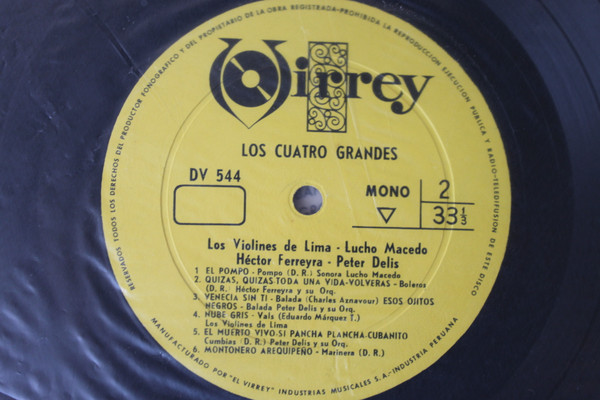 RESERVADOS TODOS LOS DERECHOS DEL PRODUCTOR FONOGRAFICO Y DEL PROPIETARIO DE LA OBRA REGISTRADA-PROHIBIDA LA REPRODUCCION EJECUCION PUBLICA Y RADIO-TELEDIFUSION DE ESTE DISCO
Virrey
LOS CUATRO GRANDES
DV 544
MONO
2
33 1/3
Los Violines de Lima - Lucho Macedo
Héctor Ferreyra - Peter Delis
1 EL POMPO - Pompo (D.R.) Sonora Lucho Macedo
2 QUIZAS, QUIZAS TODA UNA VIDA-VOLVERAS - Boleros
(D.R. Héctor Ferreyra y su Orq.
3 VENECIA SIN TI - Balada (Charles Aznavour) ESOS OJITOS
NEGROS - Balada Peter Delis y su Orq.
4 NUBE GRIS - Vals (Eduardo Márquez T.)
Los Violines de Lima
5 EL MUERTO VIVO-SI PANCHA PLANCHA-CUBANITO
Cumbias (D.R.) Peter Delis y su Orq.
6. MONTONERO AREQUIPEÑO - Marinera (D.R.)
MANUFACTURADO POR "EL VIRREY" INDUSTRIAS MUSICALES S.A.-INDUSTRIA PERUANA